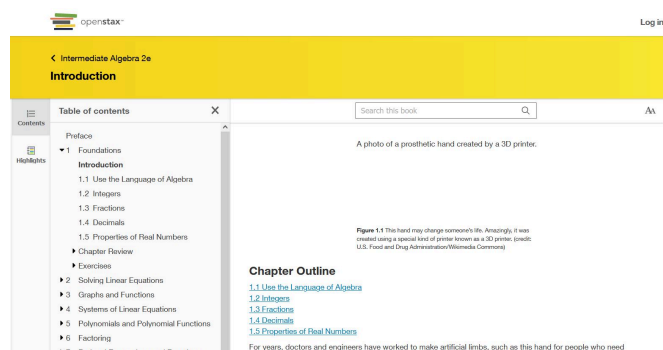 openstax™
Log in
Intermediate Algebra 2e
Introduction
Contents
Highlights
Table of contents
Preface
1 Foundations
Introduction
1.1 Use the Language of Algebra
1.2 Integers
1.3 Fractions
1.4 Decimals
1.5 Properties of Real Numbers
Chapter Review
Exercises
2 Solving Linear Equations
3 Graphs and Functions
4 Systems of Linear Equations
5 Polynomials and Polynomial Functions
6 Factoring
Search this book
AA
A photo of a prosthetic hand created by a 3D printer.
Figure 1.1 This hand may change someone's life. Amazingly, it was
created using a special kind of printer known as a 3D printer. (credit:
U.S. Food and Drug Administration/Wikimedia Commons)
Chapter Outline
1.1 Use the Language of Algebra
1.2 Integers
1.3 Fractions
1.4 Decimals
1.5 Properties of Real Numbers
For years, doctors and engineers have worked to make artificial limbs, such as this hand for people who need